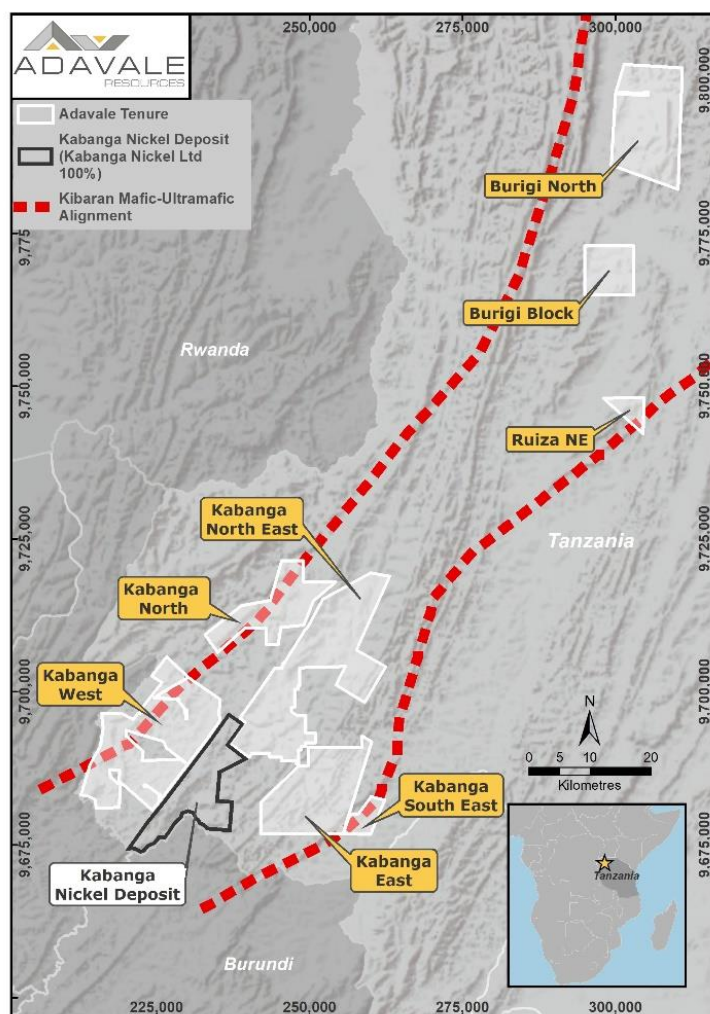 ADAVALE
RESOURCES
250,000
275,000
300,000
Adavale Tenure
Kabanga Nickel Deposit
(Kabanga Nickel Ltd
100%)
Kibaran Mafic-Ultramafic
Alignment
9,800,000
Burigi North
9,775,000
9,775,000
Burigi Block
Rwanda
9,750,000
9,750,000
Ruiza NE
Kabanga
North East
Tanzania
9,725,000
9,725,000
Kabanga
North
Kabanga
West
9,700,000
9,700,000
N
0 5 10 20
Kilometres
Kabanga
South East
9,675,000
9,675,000
Kabanga
East
Kabanga
Nickel Deposit
Tanzania
Burundi
225,000
250,000
275,000
300,000